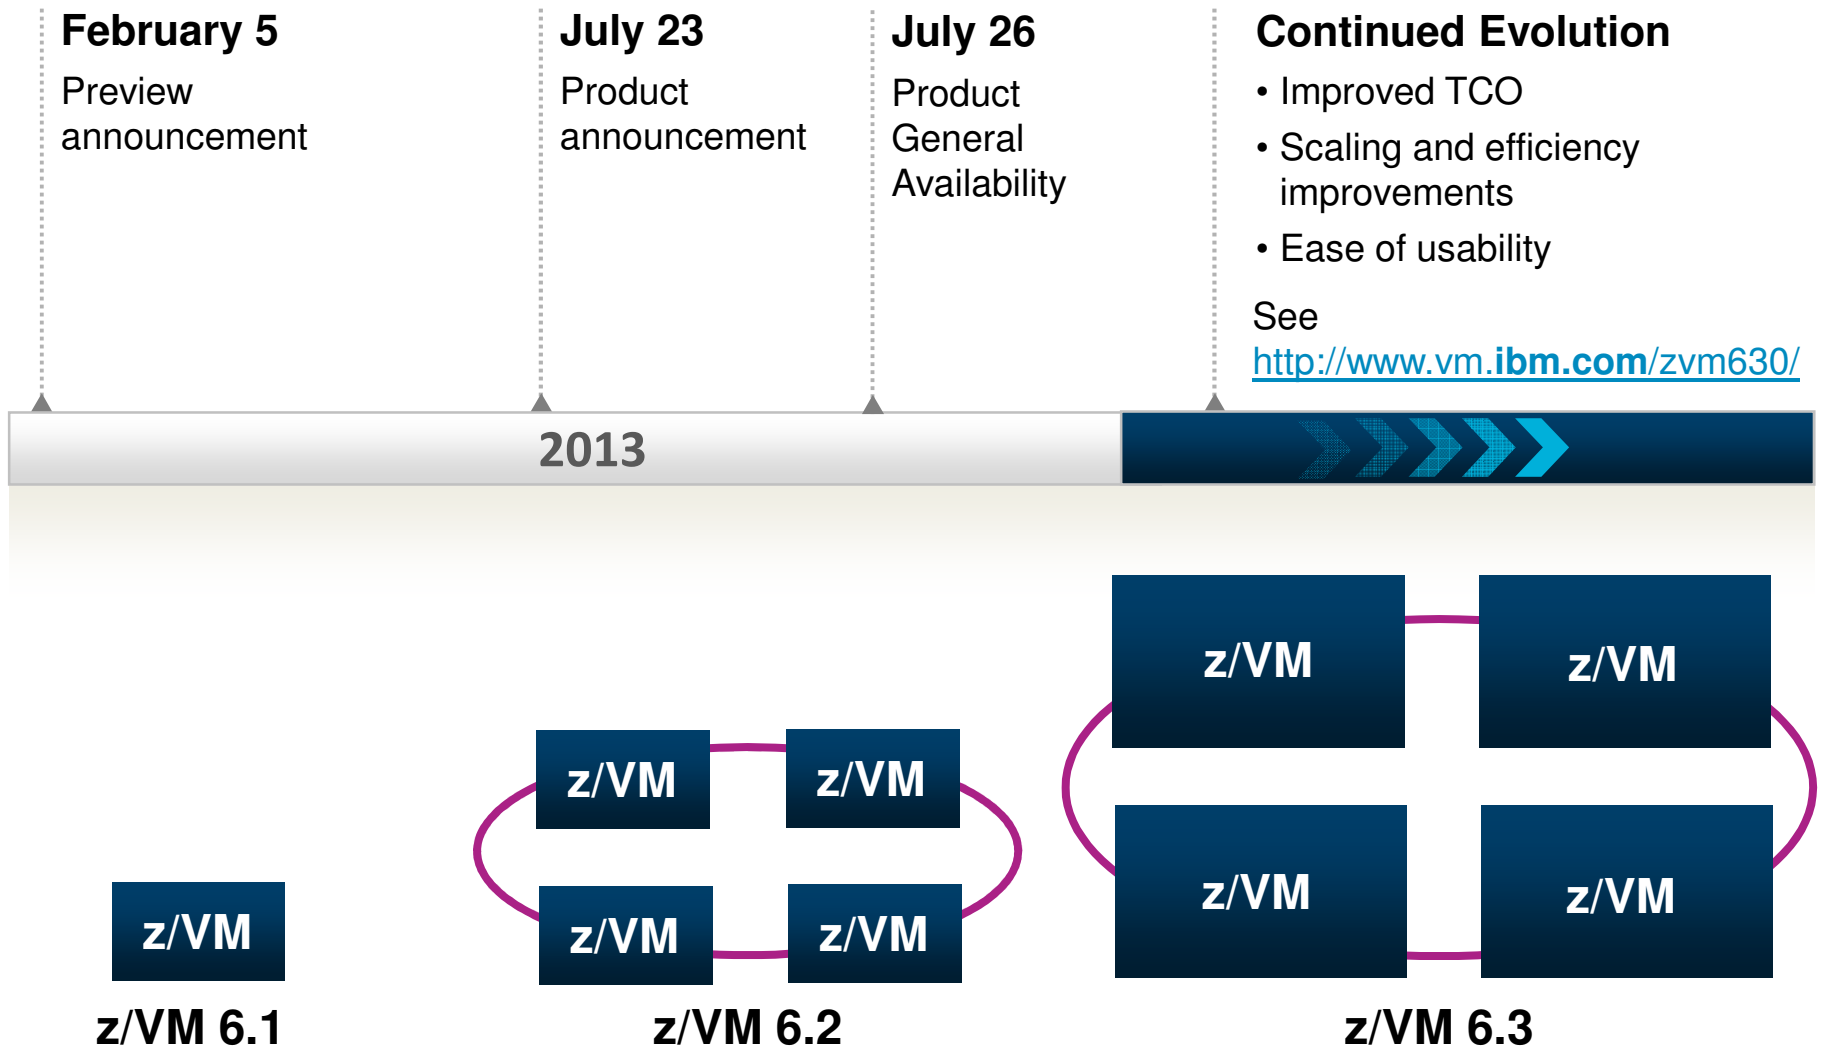 February 5
Preview
announcement
July 23
Product
announcement
July 26
Product
General
Availability
Continued Evolution
• Improved TCO
• Scaling and efficiency
improvements
• Ease of usability
See
http://www.vm.ibm.com/zvm630/
2013
z/VM
z/VM 6.1
z/VM
z/VM
z/VM
z/VM
z/VM 6.2
z/VM
z/VM
z/VM
z/VM
z/VM 6.3